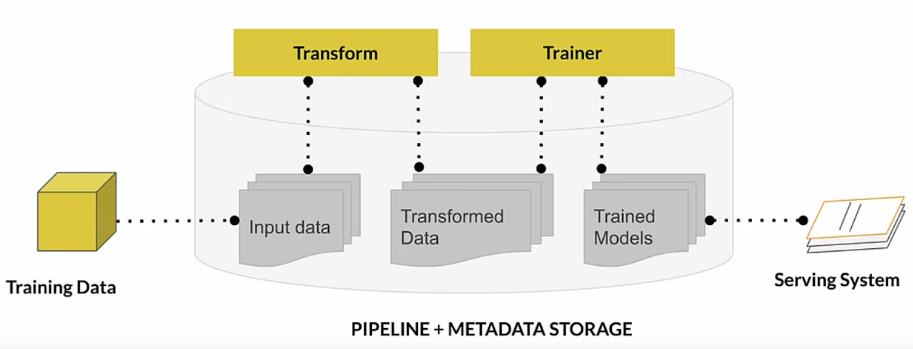 Transform
Trainer
Input data
Transformed
Data
Trained
Models
Training Data
Serving System
PIPELINE + METADATA STORAGE